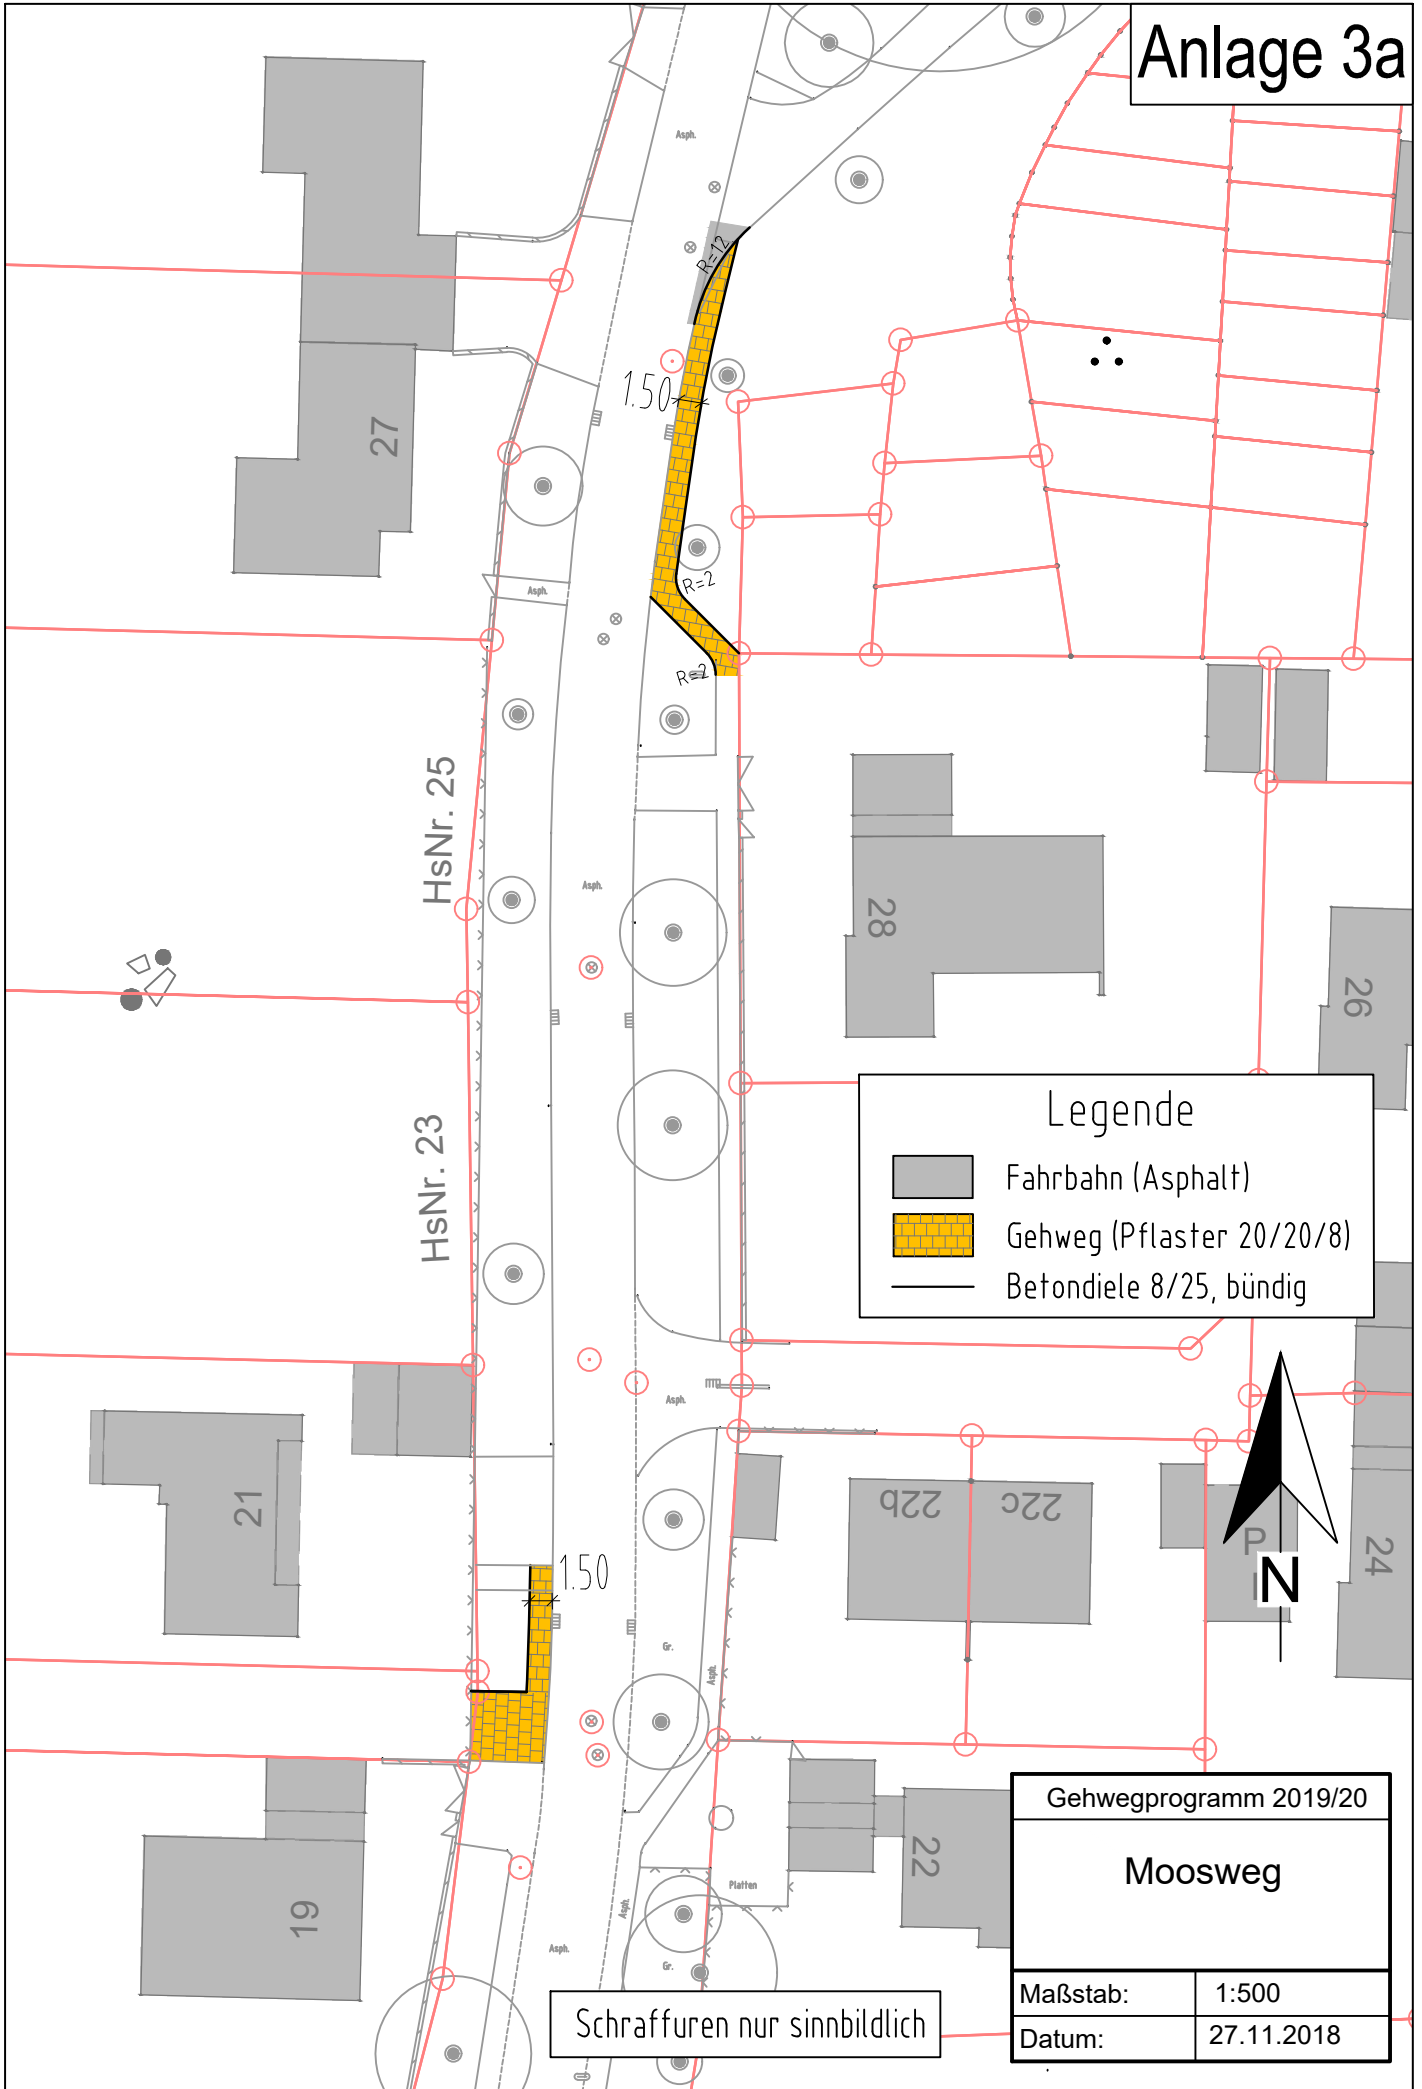 Anlage 3a
Asph.
R=12
1.50
27
R=2
Asph.
R=2
HsNr. 25
Asph.
28
26
Legende
Fahrbahn (Asphalt)
Gehweg (Pflaster 20/20/8)
Betondiele 8/25, bündig
HsNr. 23
Asph.
21
22b
22c
P
24
N
1.50
Gr.
Asph.
Gehwegprogramm 2019/20
Moosweg
Maßstab:
1:500
Datum:
27.11.2018
22
19
Platten
Asph.
Asph.
Gr.
Schraffuren nur sinnbildlich